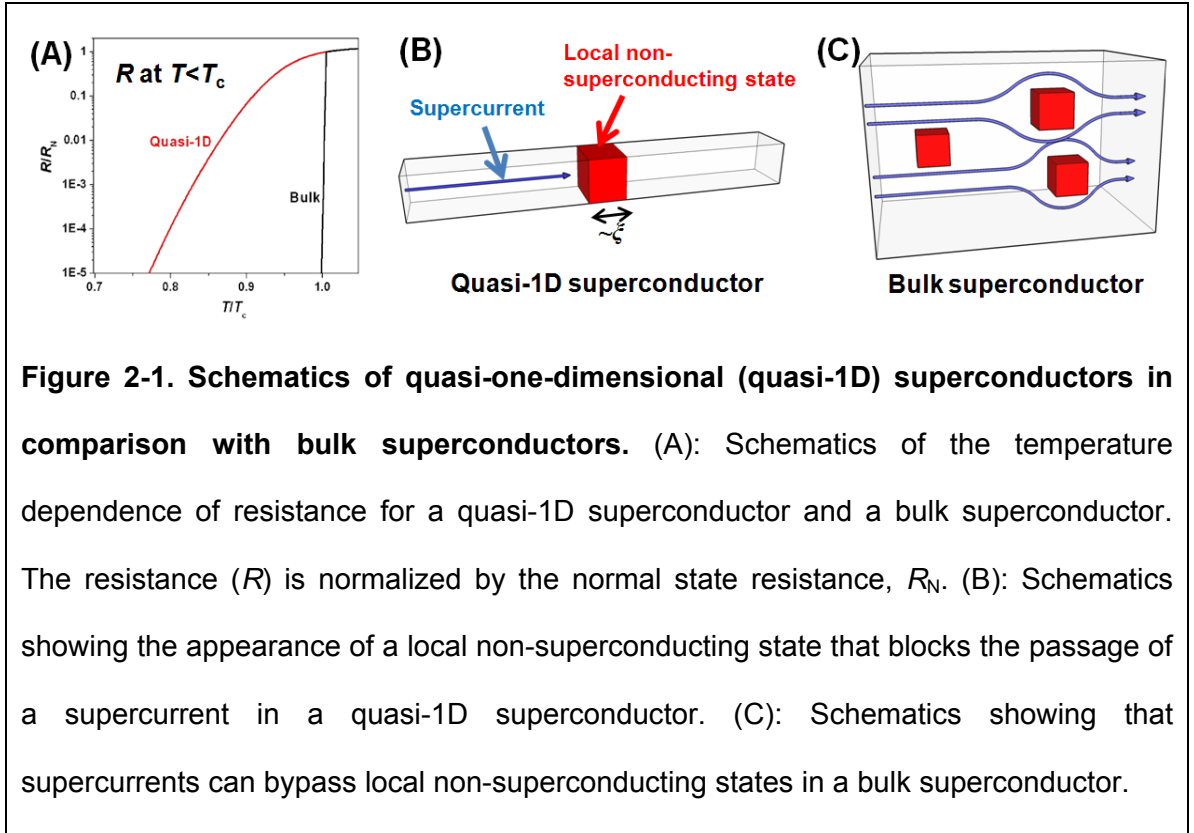 (A)
R at T<Tc
Quasi-1D
Bulk
R/RN
1
0.1
0.01
1E-3
1E-4
1E-5
0.7 0.8 0.9 1.0
T/Tc
(B)
Local non-
superconducting state
Supercurrent
~ξ
Quasi-1D superconductor
(C)
Bulk superconductor
Figure 2-1. Schematics of quasi-one-dimensional (quasi-1D) superconductors in
comparison with bulk superconductors. (A): Schematics of the temperature
dependence of resistance for a quasi-1D superconductor and a bulk superconductor.
The resistance (R) is normalized by the normal state resistance, RN. (B): Schematics
showing the appearance of a local non-superconducting state that blocks the passage of
a supercurrent in a quasi-1D superconductor. (C): Schematics showing that
supercurrents can bypass local non-superconducting states in a bulk superconductor.